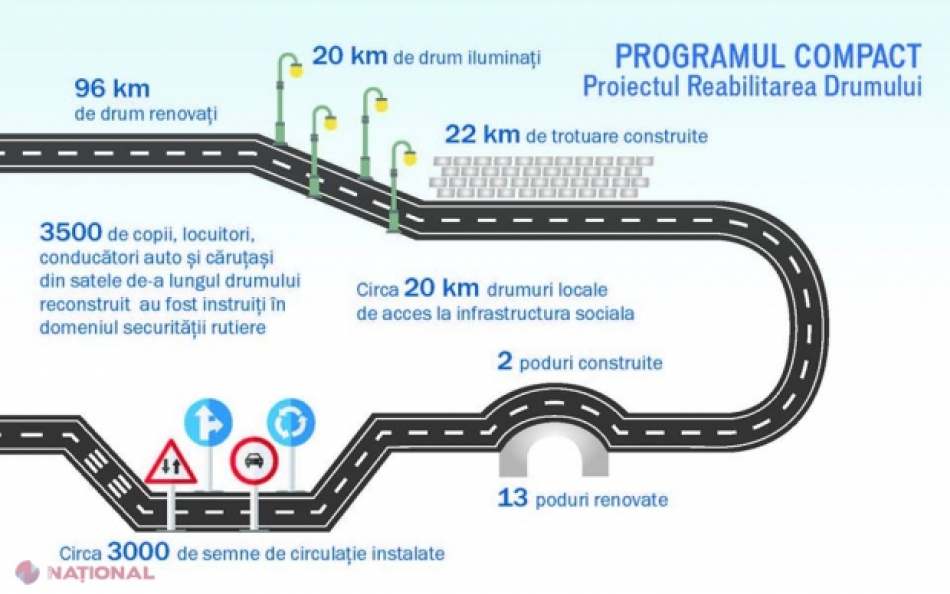 PROGRAMUL COMPACT
Proiectul Reabilitarea Drumului
20 km de drum iluminați
96 km
de drum renovați
22 km de trotuare construite
3500 de copii, locuitori,
conducători auto și căruțași
din satele de-a lungul drumului
reconstruit au fost instruiți în
domeniul securității rutiere
Circa 20 km drumuri locale
de acces la infrastructura sociala
2 poduri construite
13 poduri renovate
Circa 3000 de semne de circulație instalate
NAȚIONAL